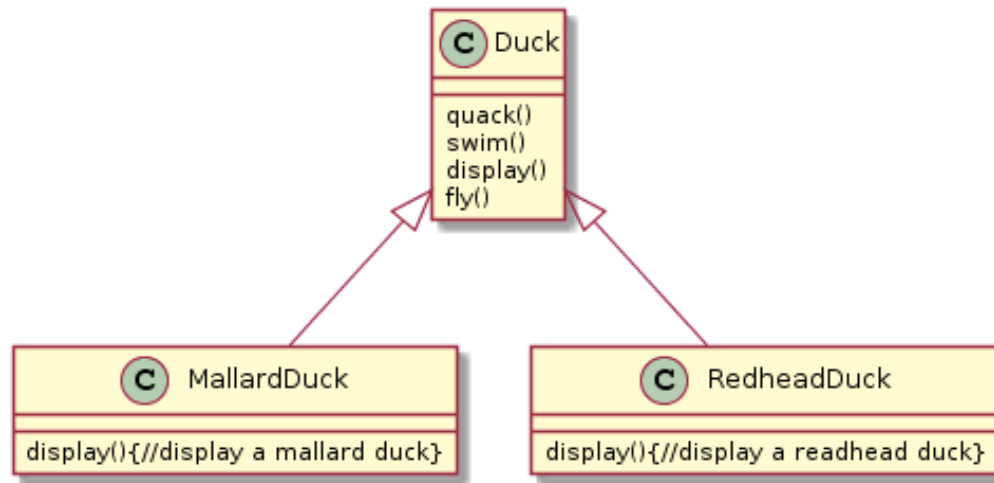 C Duck
quack()
swim()
display()
fly()
C MallardDuck
display(){//display a mallard duck}
C RedheadDuck
display(){//display a readhead duck}